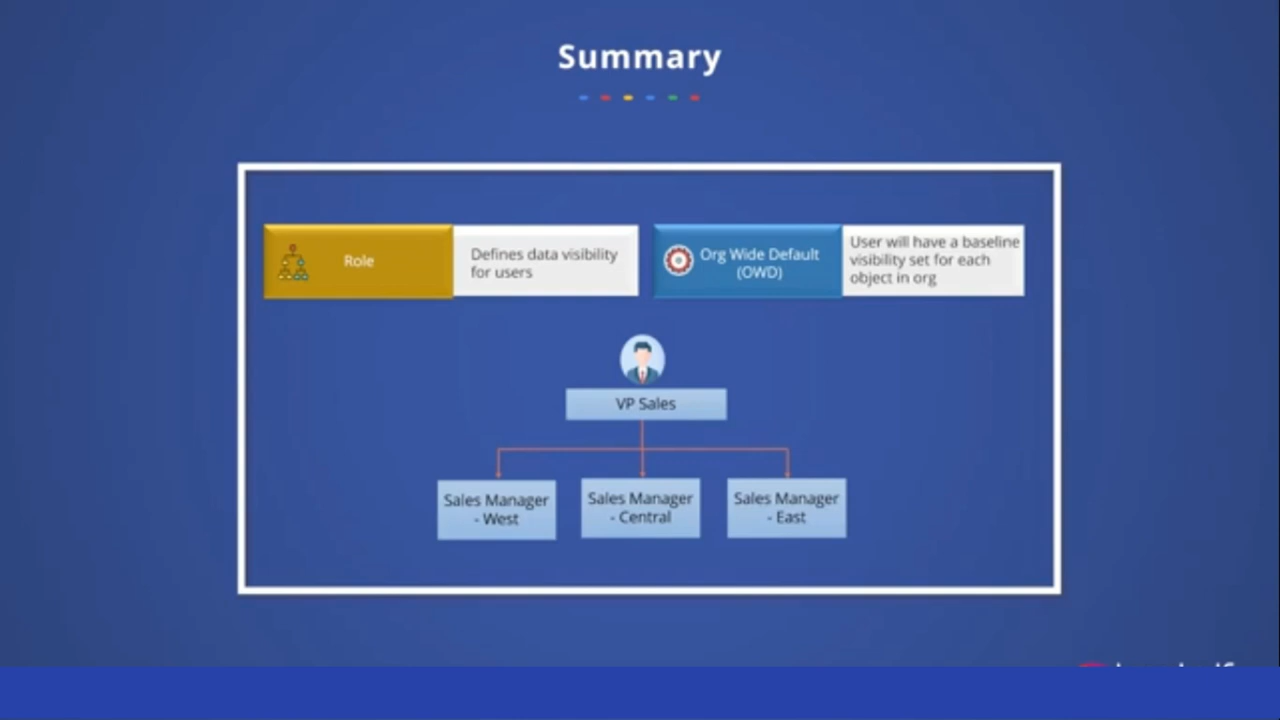 Summary
Role
Defines data visibility
for users
Org Wide Default
(OWD)
User will have a baseline
visibility set for each
object in org
VP Sales
Sales Manager
- West
Sales Manager
- Central
Sales Manager
- East